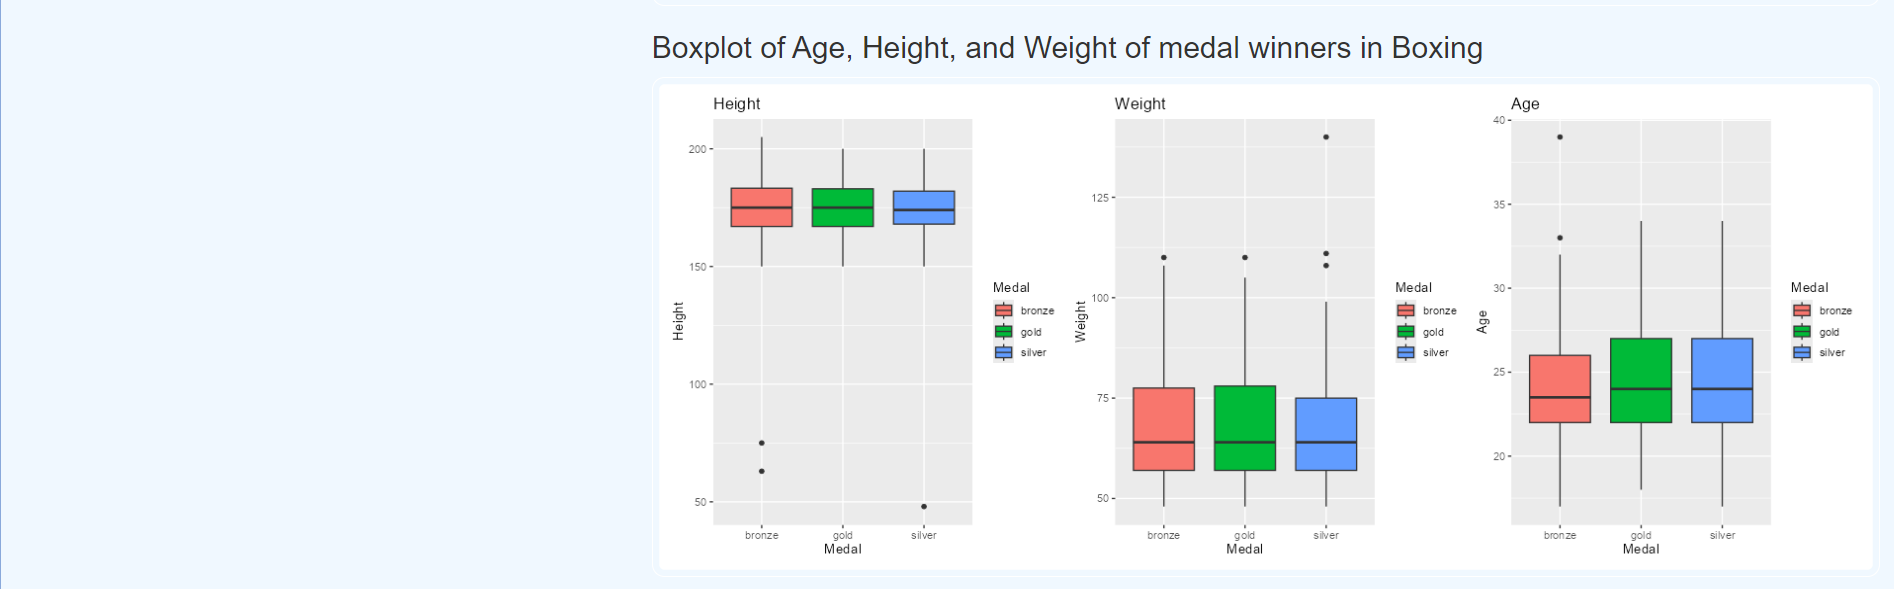 Boxplot of Age, Height, and Weight of medal winners in Boxing
Height
200
150
100
50
Height
bronze gold silver
Medal
Medal
bronze
gold
silver
Weight
125
100
75
50
Weight
bronze gold silver
Medal
Medal
bronze
gold
silver
Age
40
35
30
25
20
Age
bronze gold silver
Medal
Medal
bronze
gold
silver